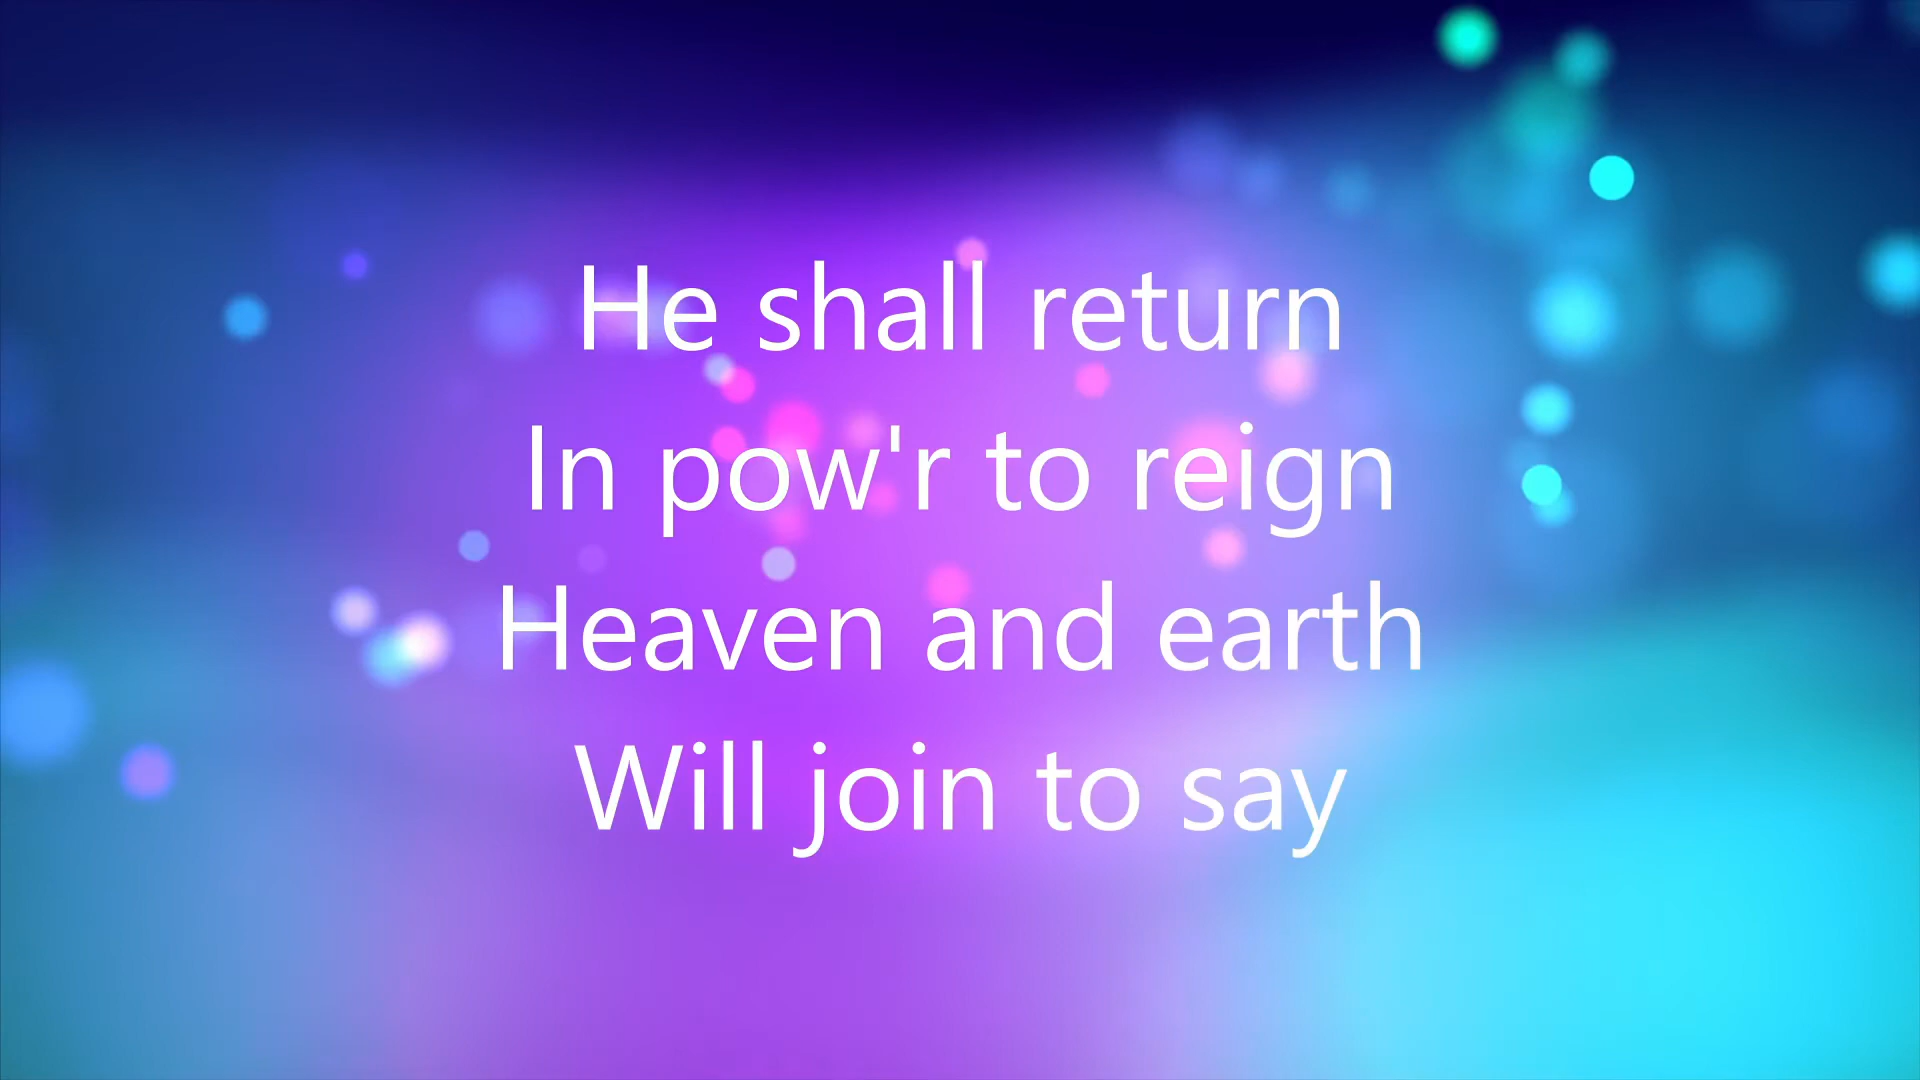 He shall return
In pow'r to reign
Heaven and earth
Will join to say